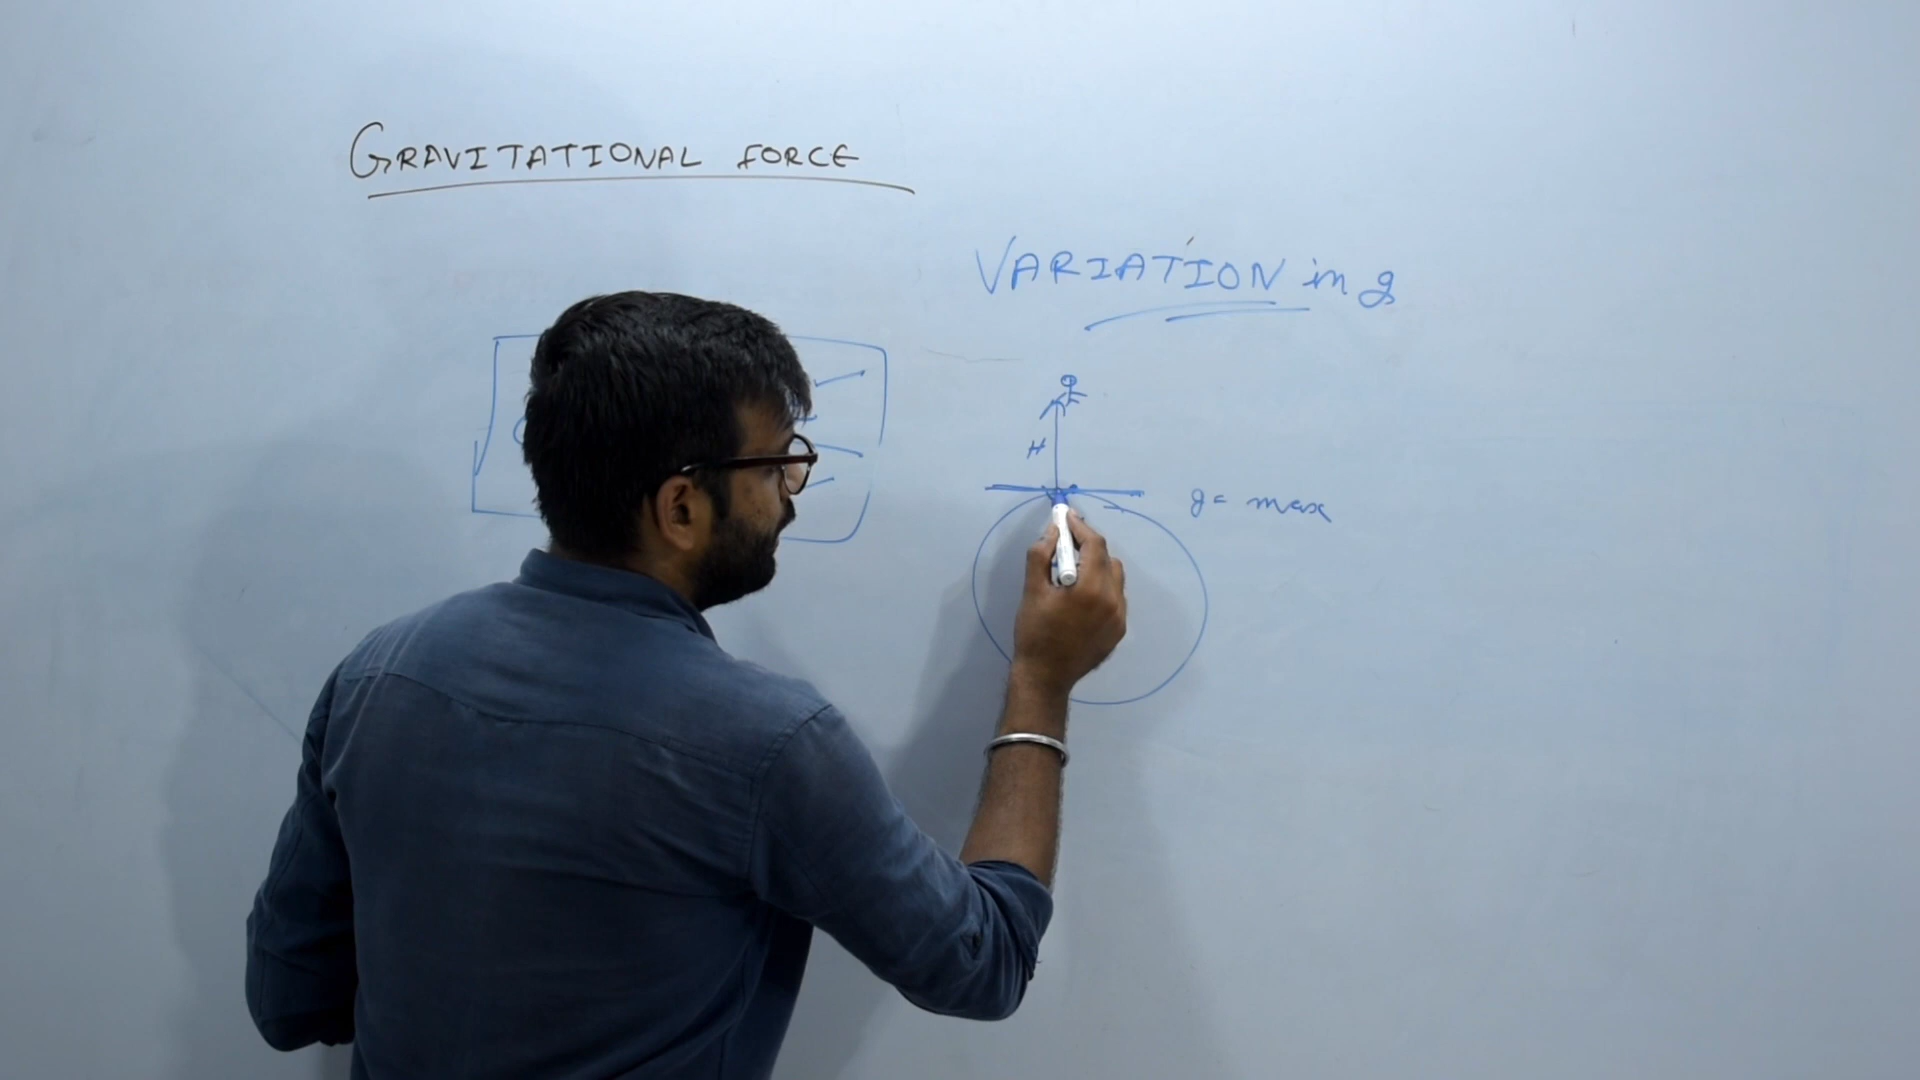 GRAVITATIONAL FORCE
VARIATION in g
H
g = max